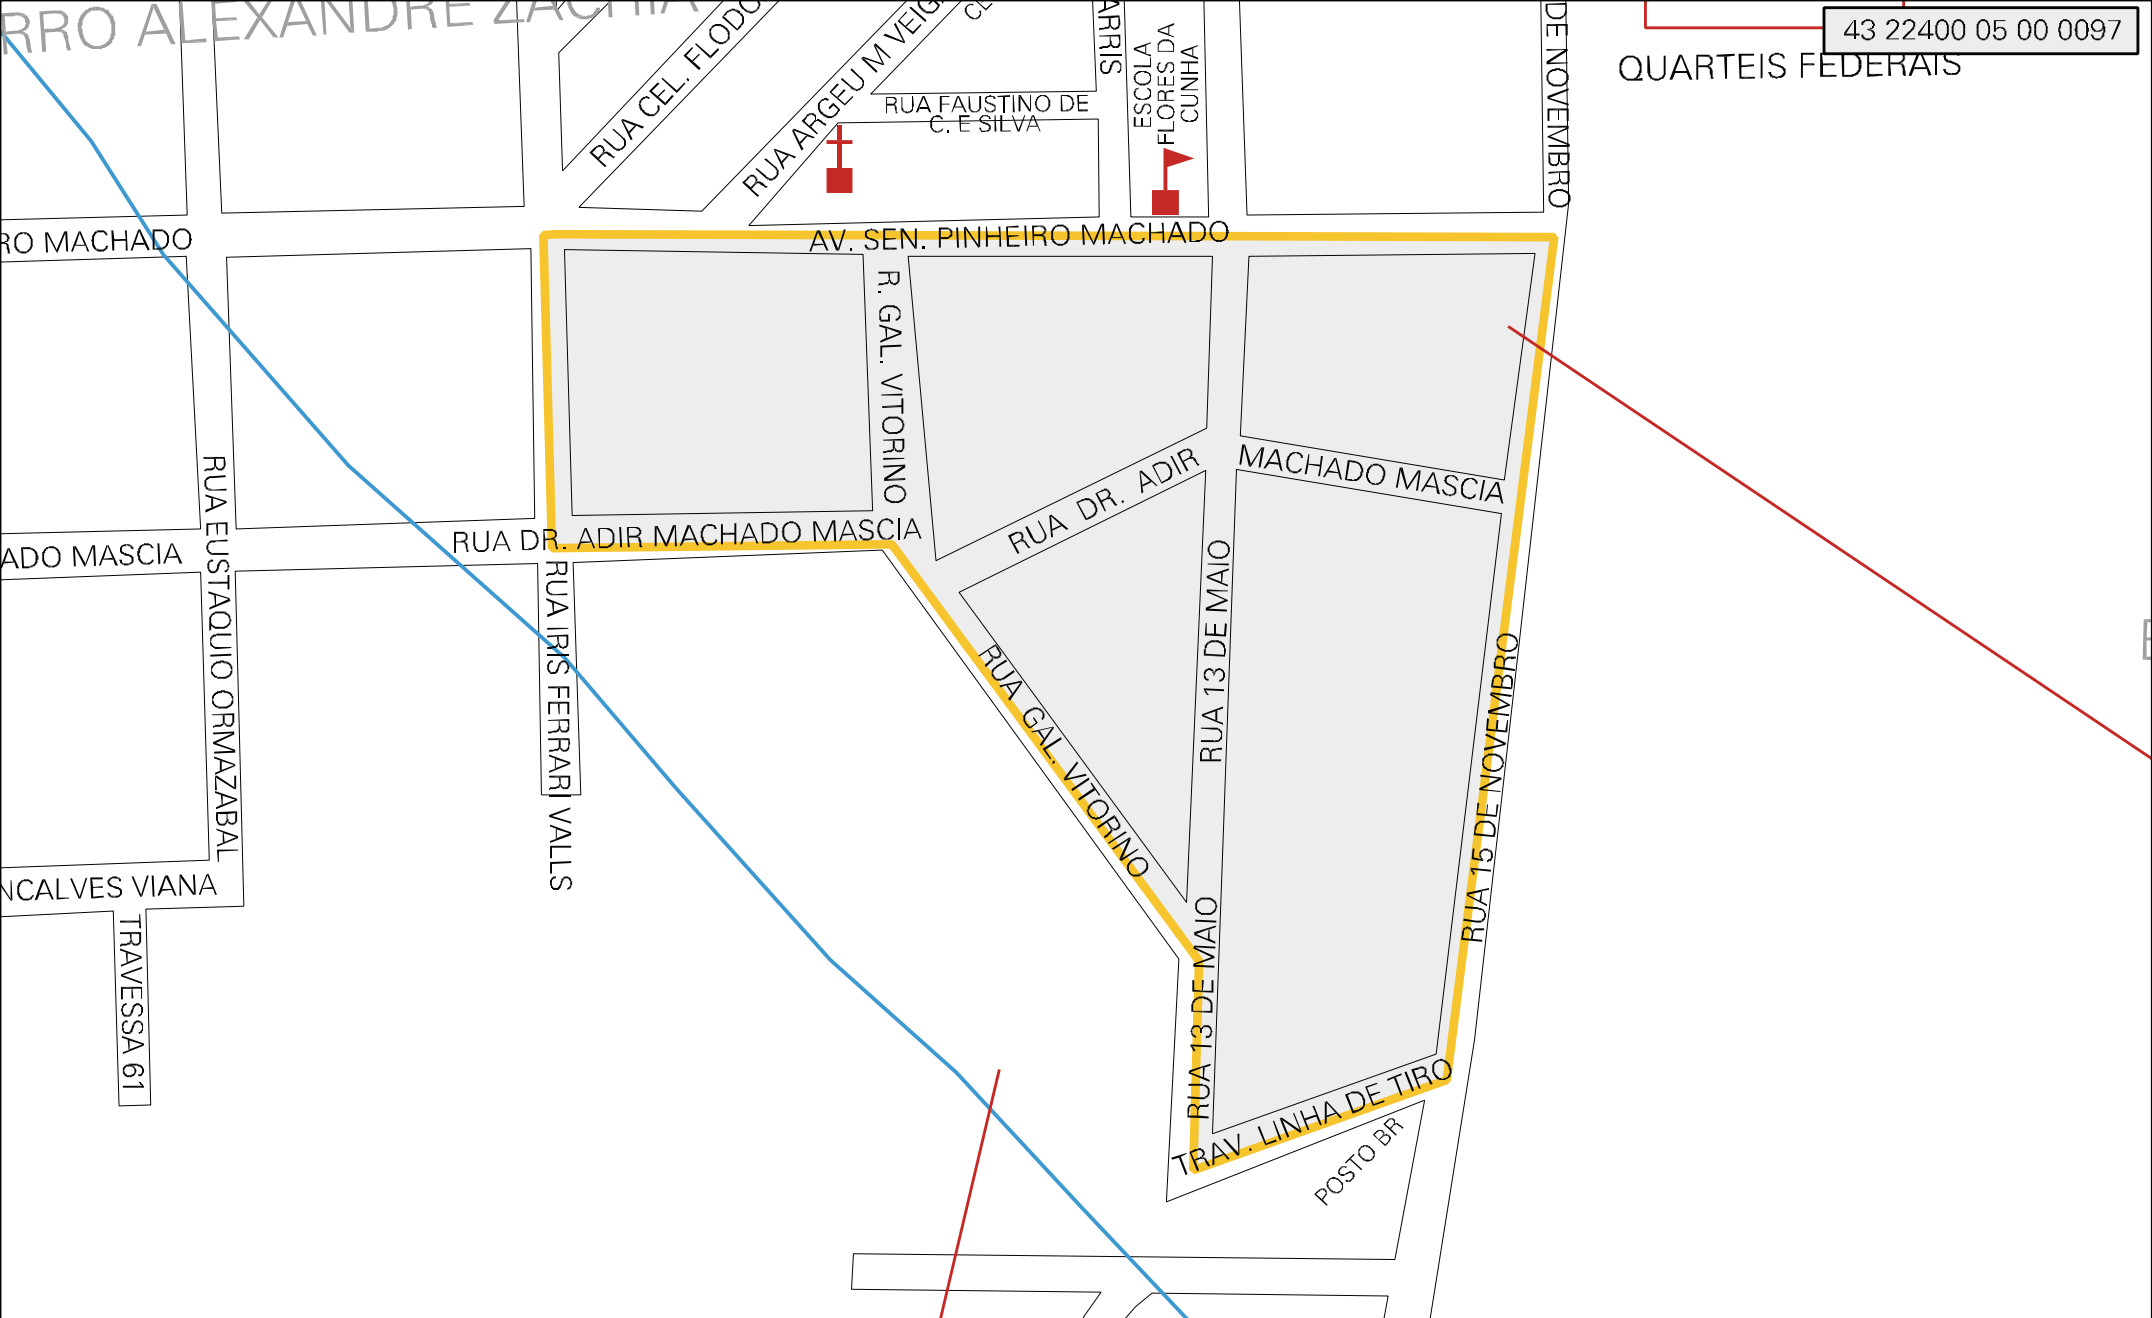 RRO ALEXANDRE ZACHIA
43 22400 05 00 0097
QUARTEIS FEDERAIS
RUA CEL. FLODO
RUA ARGEU M VEIG
CE
ARRIS
ESCOLA
FLORES DA
CUNHA
DE NOVEMBRO
RUA FAUSTINO DE
C. E SILVA
RO MACHADO
AV. SEN. PINHEIRO MACHADO
R. GAL. VITORINO
RUA EUSTAQUIO ORMAZABAL
RUA DR. ADIR
MACHADO MASCIA
RUA DR. ADIR MACHADO MASCIA
ADO MASCIA
RUA IRIS FERRARI VALLS
RUA 13 DE MAIO
RUA GAL. VITORINO
RUA 15 DE NOVEMBRO
NCALVES VIANA
TRAVESSA 61
RUA 13 DE MAIO
TRAV. LINHA DE TIRO
POSTO BR